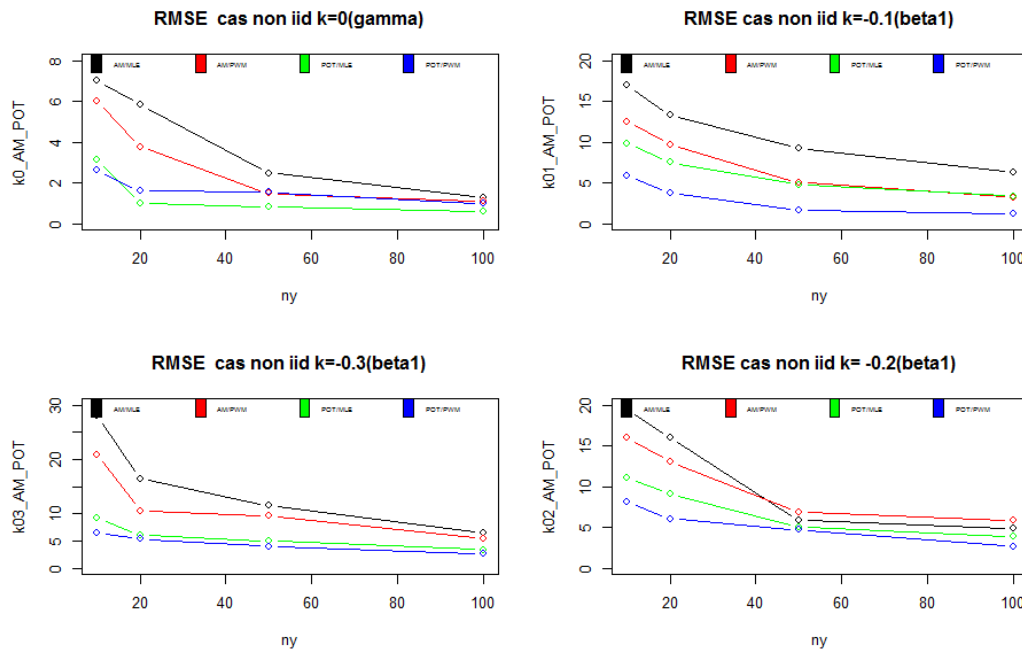 RMSE cas non iid k=0(gamma)
k0_AM_POT
8
6
4
2
0
AM/MLE AM/PWM POT/MLE POT/PWM
20 40 60 80 100
ny
RMSE cas non iid k=-0.1(beta1)
k01_AM_POT
20
15
10
5
0
AM/MLE AM/PWM POT/MLE POT/PWM
20 40 60 80 100
ny
RMSE cas non iid k=-0.3(beta1)
k03_AM_POT
30
20
10
5
0
AM/MLE AM/PWM POT/MLE POT/PWM
20 40 60 80 100
ny
RMSE cas non iid k= -0.2(beta1)
k02_AM_POT
20
15
10
5
0
AM/MLE AM/PWM POT/MLE POT/PWM
20 40 60 80 100
ny